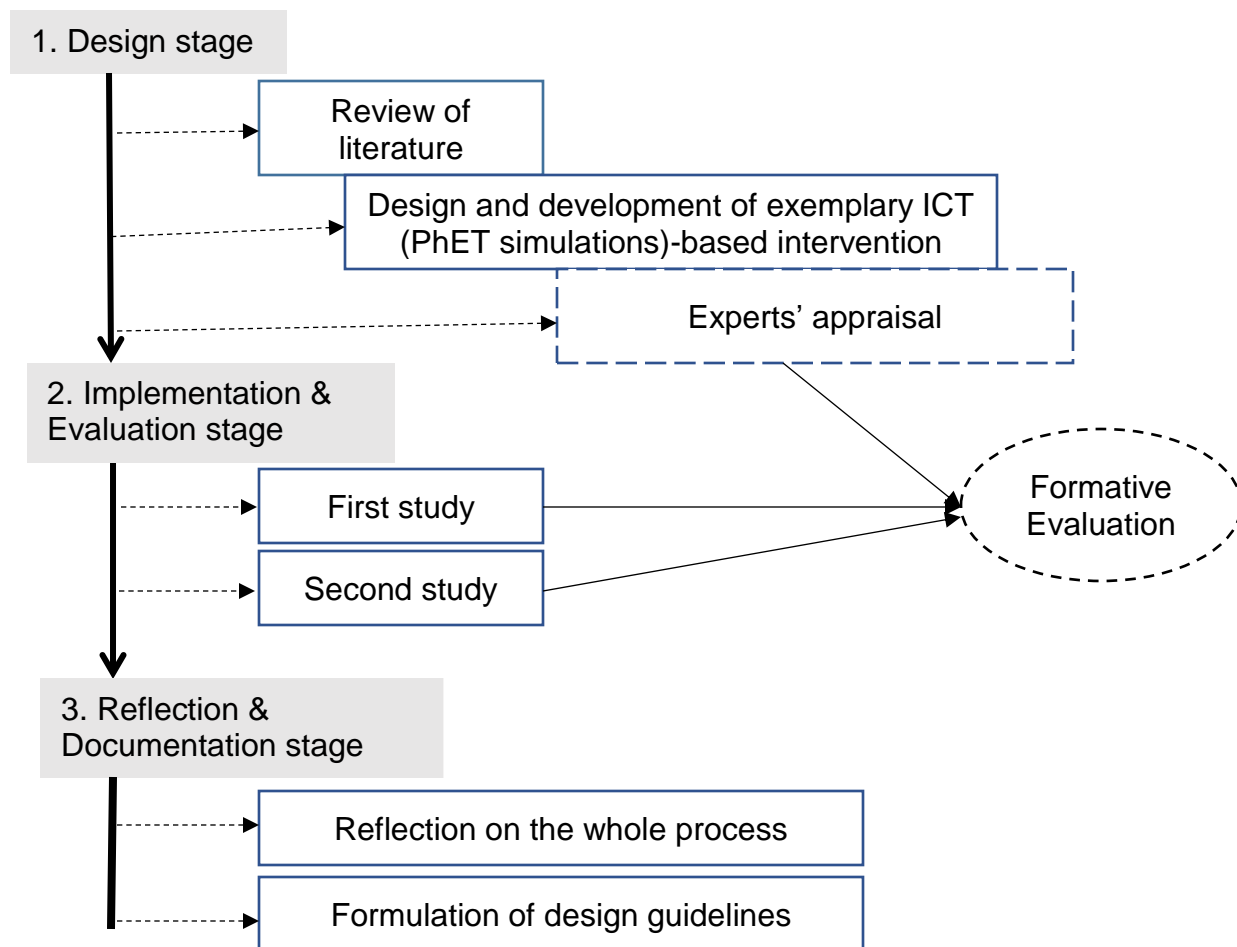 1. Design stage
Review of
literature
Design and development of exemplary ICT
(PhET simulations)-based intervention
Experts’ appraisal
2. Implementation &
Evaluation stage
First study
Second study
Formative
Evaluation
3. Reflection &
Documentation stage
Reflection on the whole process
Formulation of design guidelines